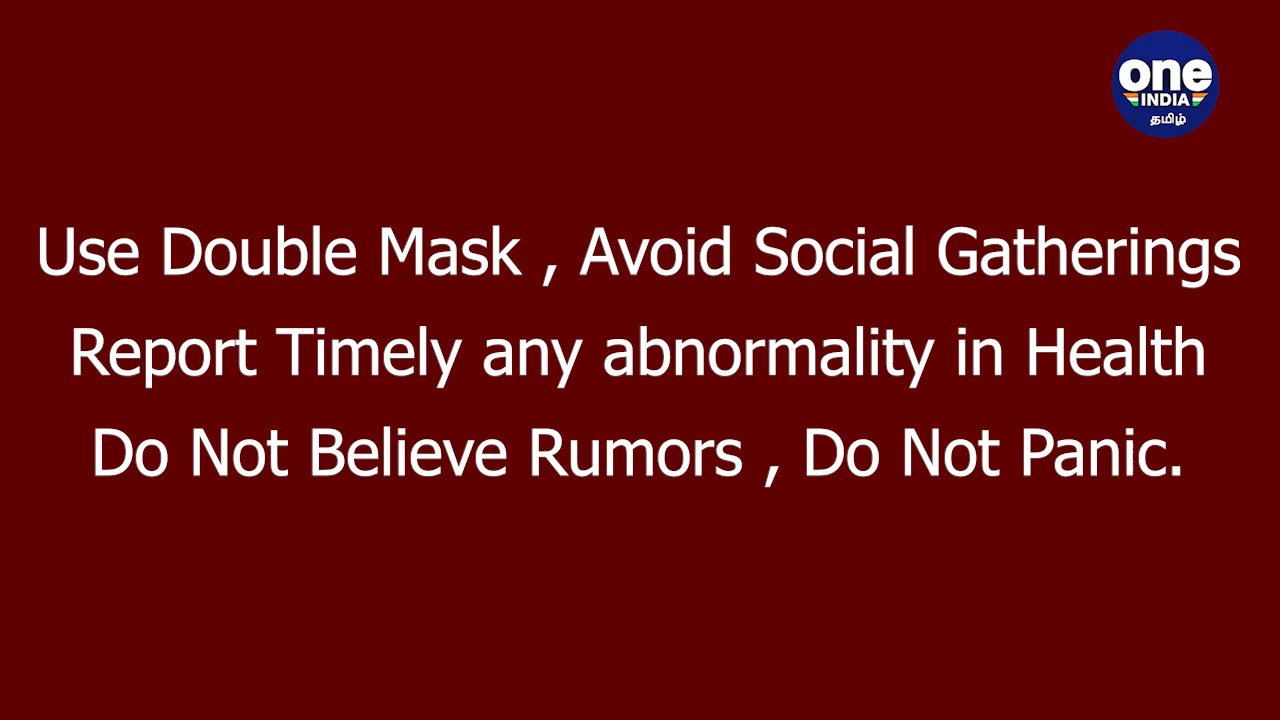 one
INDIA
தமிழ்
Use Double Mask , Avoid Social Gatherings
Report Timely any abnormality in Health
Do Not Believe Rumors , Do Not Panic.